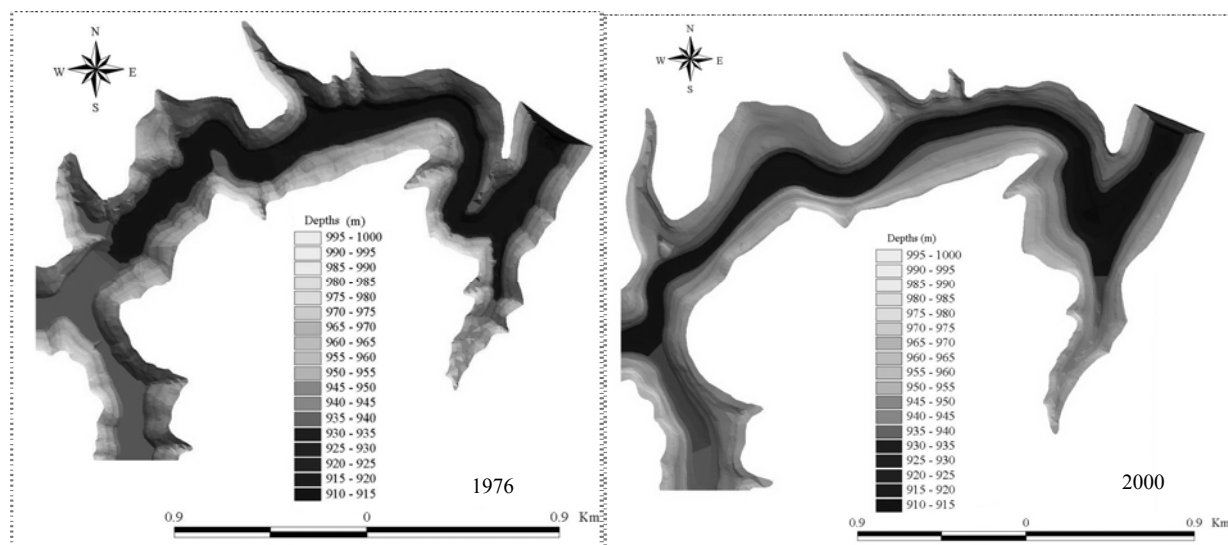 N
W E
S
Depths (m)
995 - 1000
990 - 995
985 - 990
980 - 985
975 - 980
970 - 975
965 - 970
960 - 965
955 - 960
950 - 955
945 - 950
940 - 945
935 - 940
930 - 935
925 - 930
920 - 925
915 - 920
910 - 915
1976
0.9 0 0.9 Km
N
W E
S
Depths (m)
995 - 1000
990 - 995
985 - 990
980 - 985
975 - 980
970 - 975
965 - 970
960 - 965
955 - 960
950 - 955
945 - 950
940 - 945
935 - 940
930 - 935
925 - 930
920 - 925
915 - 920
910 - 915
2000
0.9 0 0.9